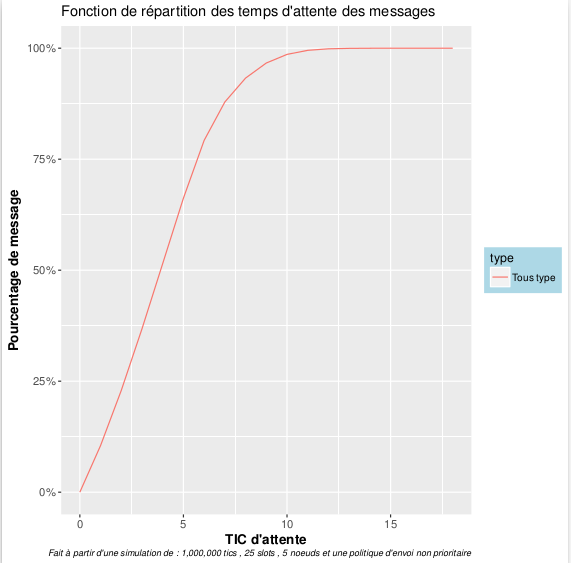 Fonction de répartition des temps d'attente des messages
100%
75%
50%
25%
0%
Pourcentage de message
0 5 10 15
TIC d'attente
type
Tous type
Fait à partir d'une simulation de : 1,000,000 tics , 25 slots , 5 noeuds et une politique d'envoi non prioritaire